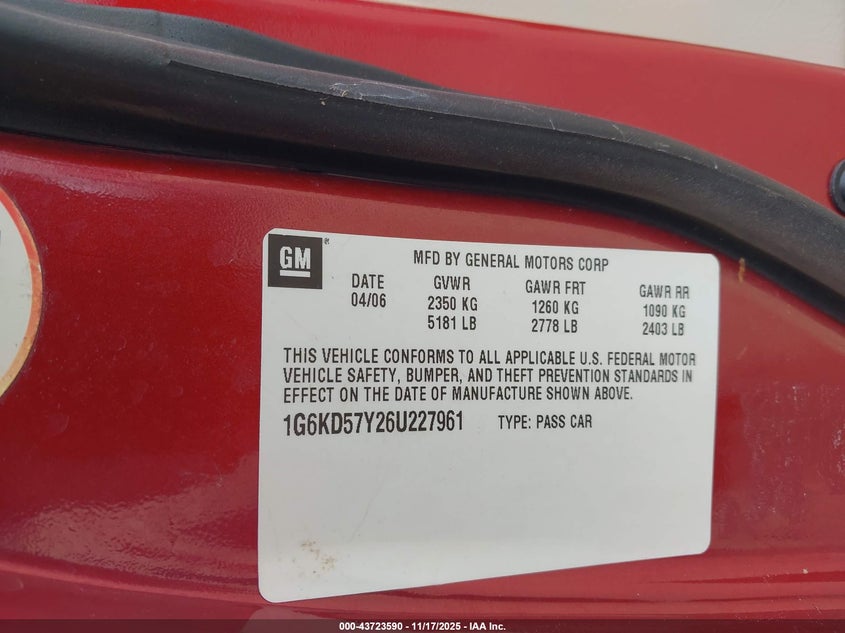 GM®
MFD BY GENERAL MOTORS CORP
DATE GVWR GAWR FRT GAWR RR
04/06 2350 KG 1260 KG 1090 KG
5181 LB 2778 LB 2403 LB
THIS VEHICLE CONFORMS TO ALL APPLICABLE U.S. FEDERAL MOTOR
VEHICLE SAFETY, BUMPER, AND THEFT PREVENTION STANDARDS IN
EFFECT ON THE DATE OF MANUFACTURE SHOWN ABOVE.
1G6KD57Y26U227961 TYPE: PASS CAR
000-43723590 — 11/17/2025 — IAA Inc.